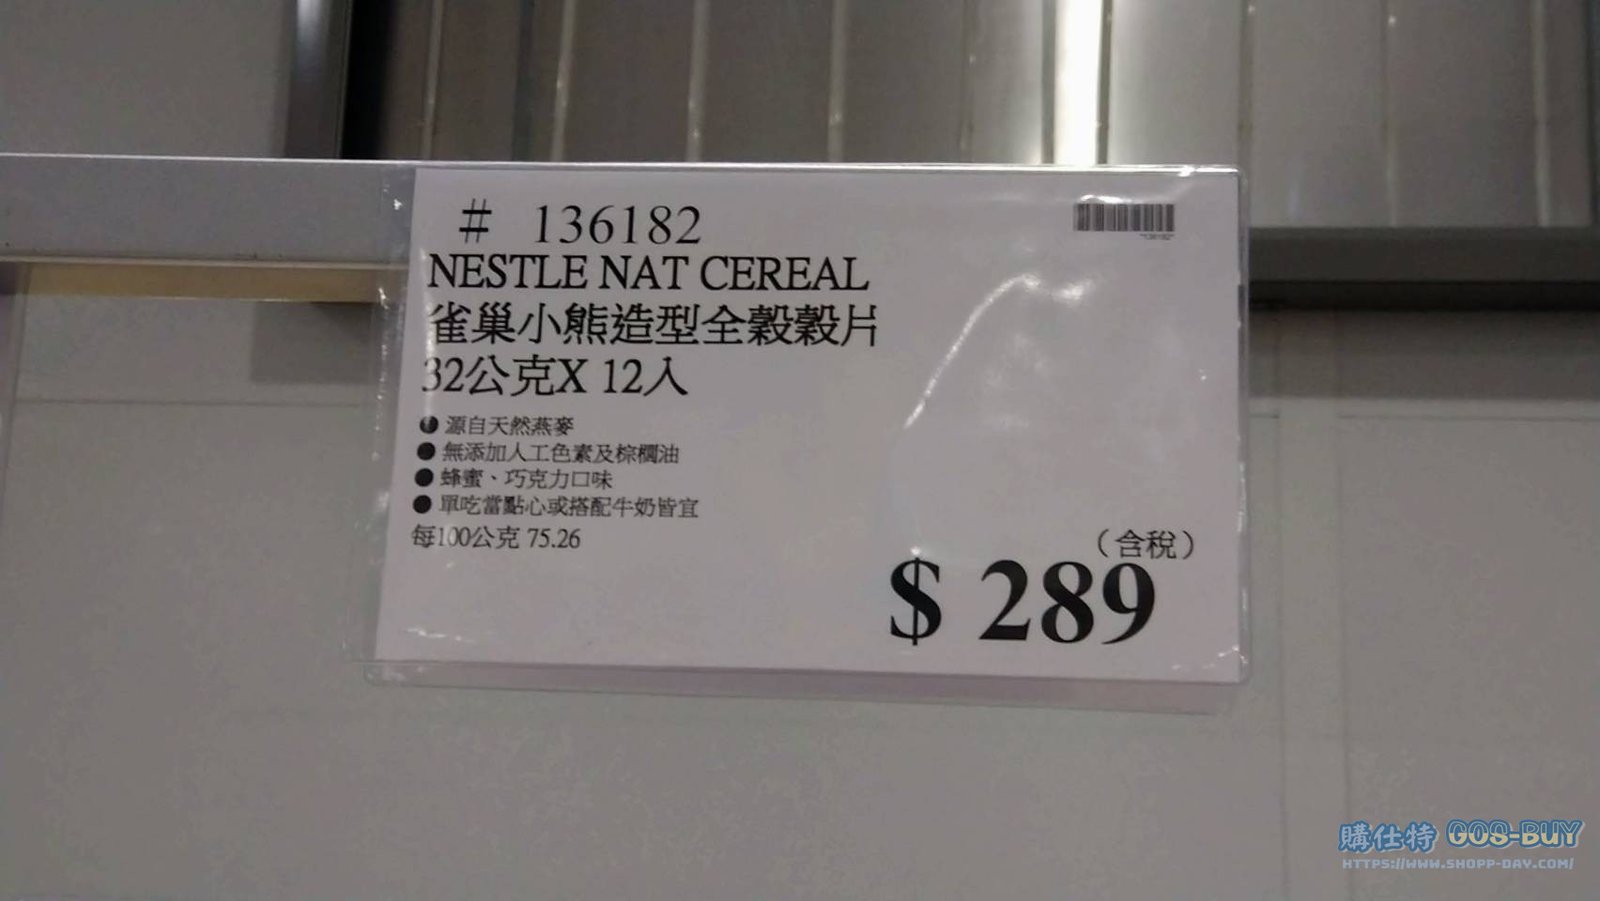 # 136182
NESTLE NAT CEREAL
雀巢小熊造型全穀穀片
32公克X 12入
● 源自天然燕麥
● 無添加人工色素及棕櫚油
● 蜂蜜、巧克力口味
● 單吃當點心或搭配牛奶皆宜
每100公克 75.26
（含稅）
$ 289
購仕特 GOS-BUY
HTTPS://WWW.SHOPP-DAY.COM/